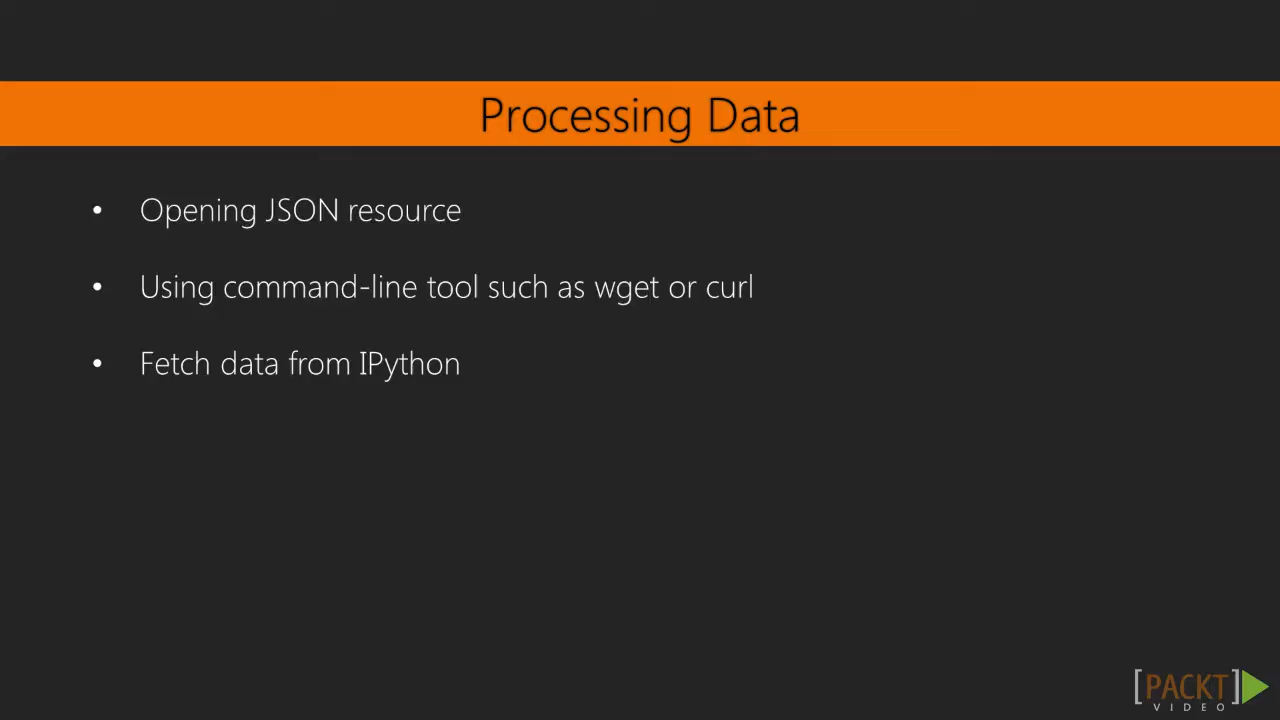 Processing Data
• Opening JSON resource
• Using command-line tool such as wget or curl
• Fetch data from IPython
[PACKT]
VIDEO